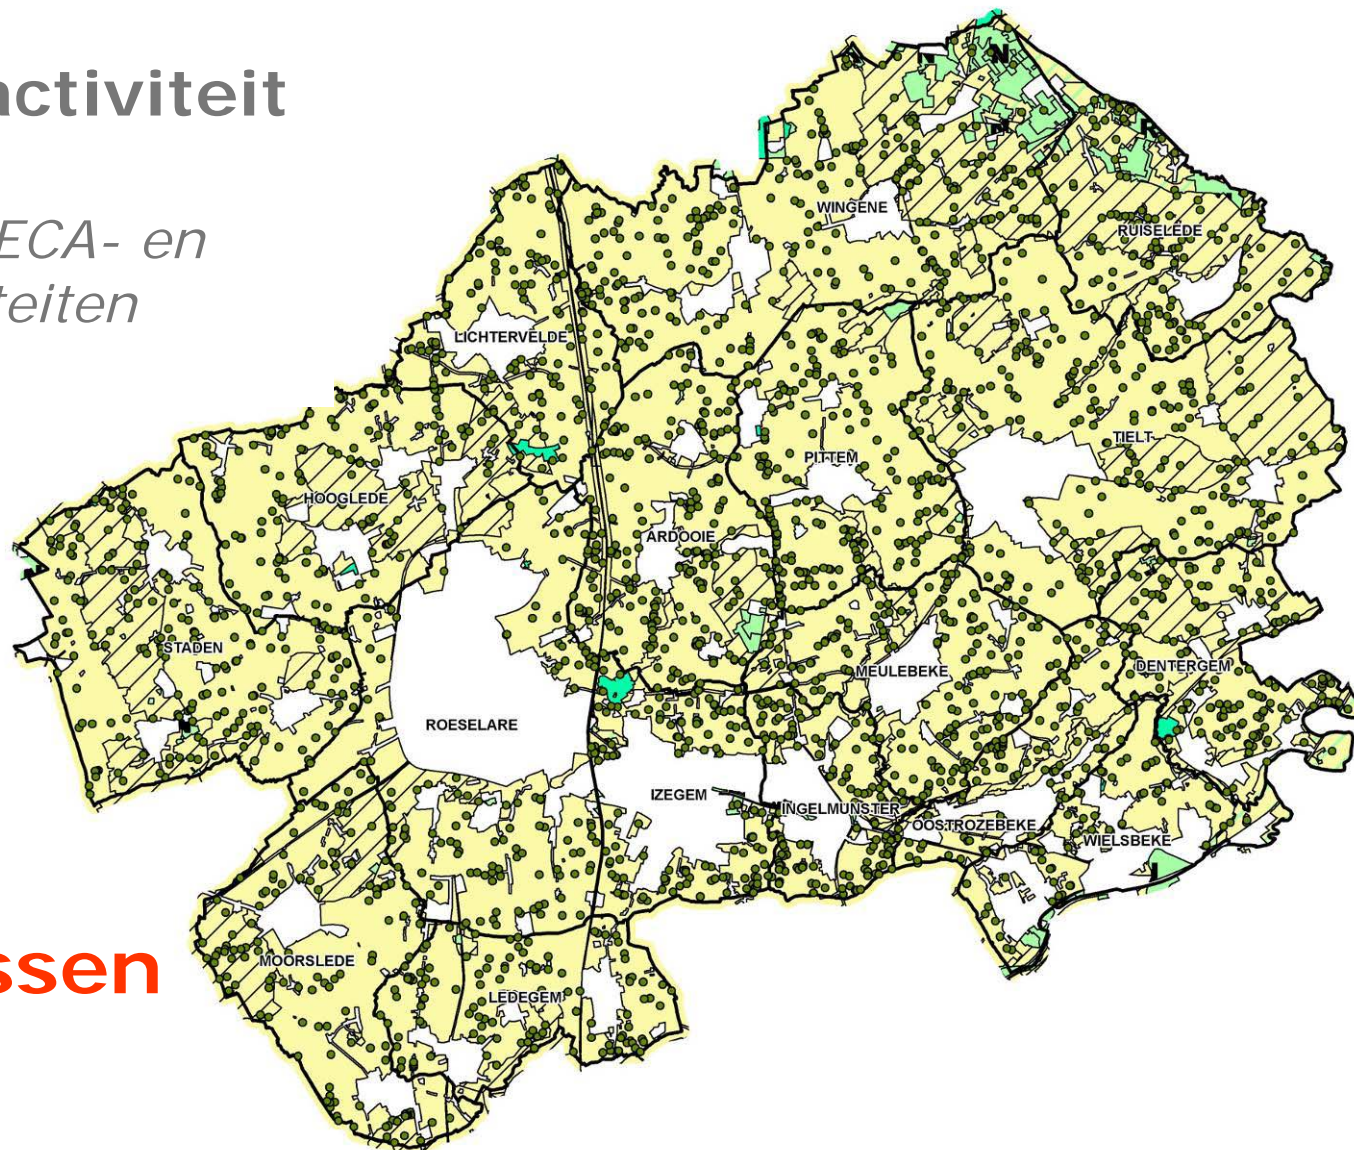 activiteit
ECA- en
teiten
N N
N
N
R
WINGENE
RUISELEDE
LICHTERVELDE
TIELT
PITTEM
HOOGLEDE
ARDOOIE
STADEN
DENTERGEM
MEULEBEKE
N
ROESELARE
IZEGEM
INGELMUNSTER
OOSTROZEBEKE
WIELSBEKE
MOORSLEDE
ssen
LEDEGEM